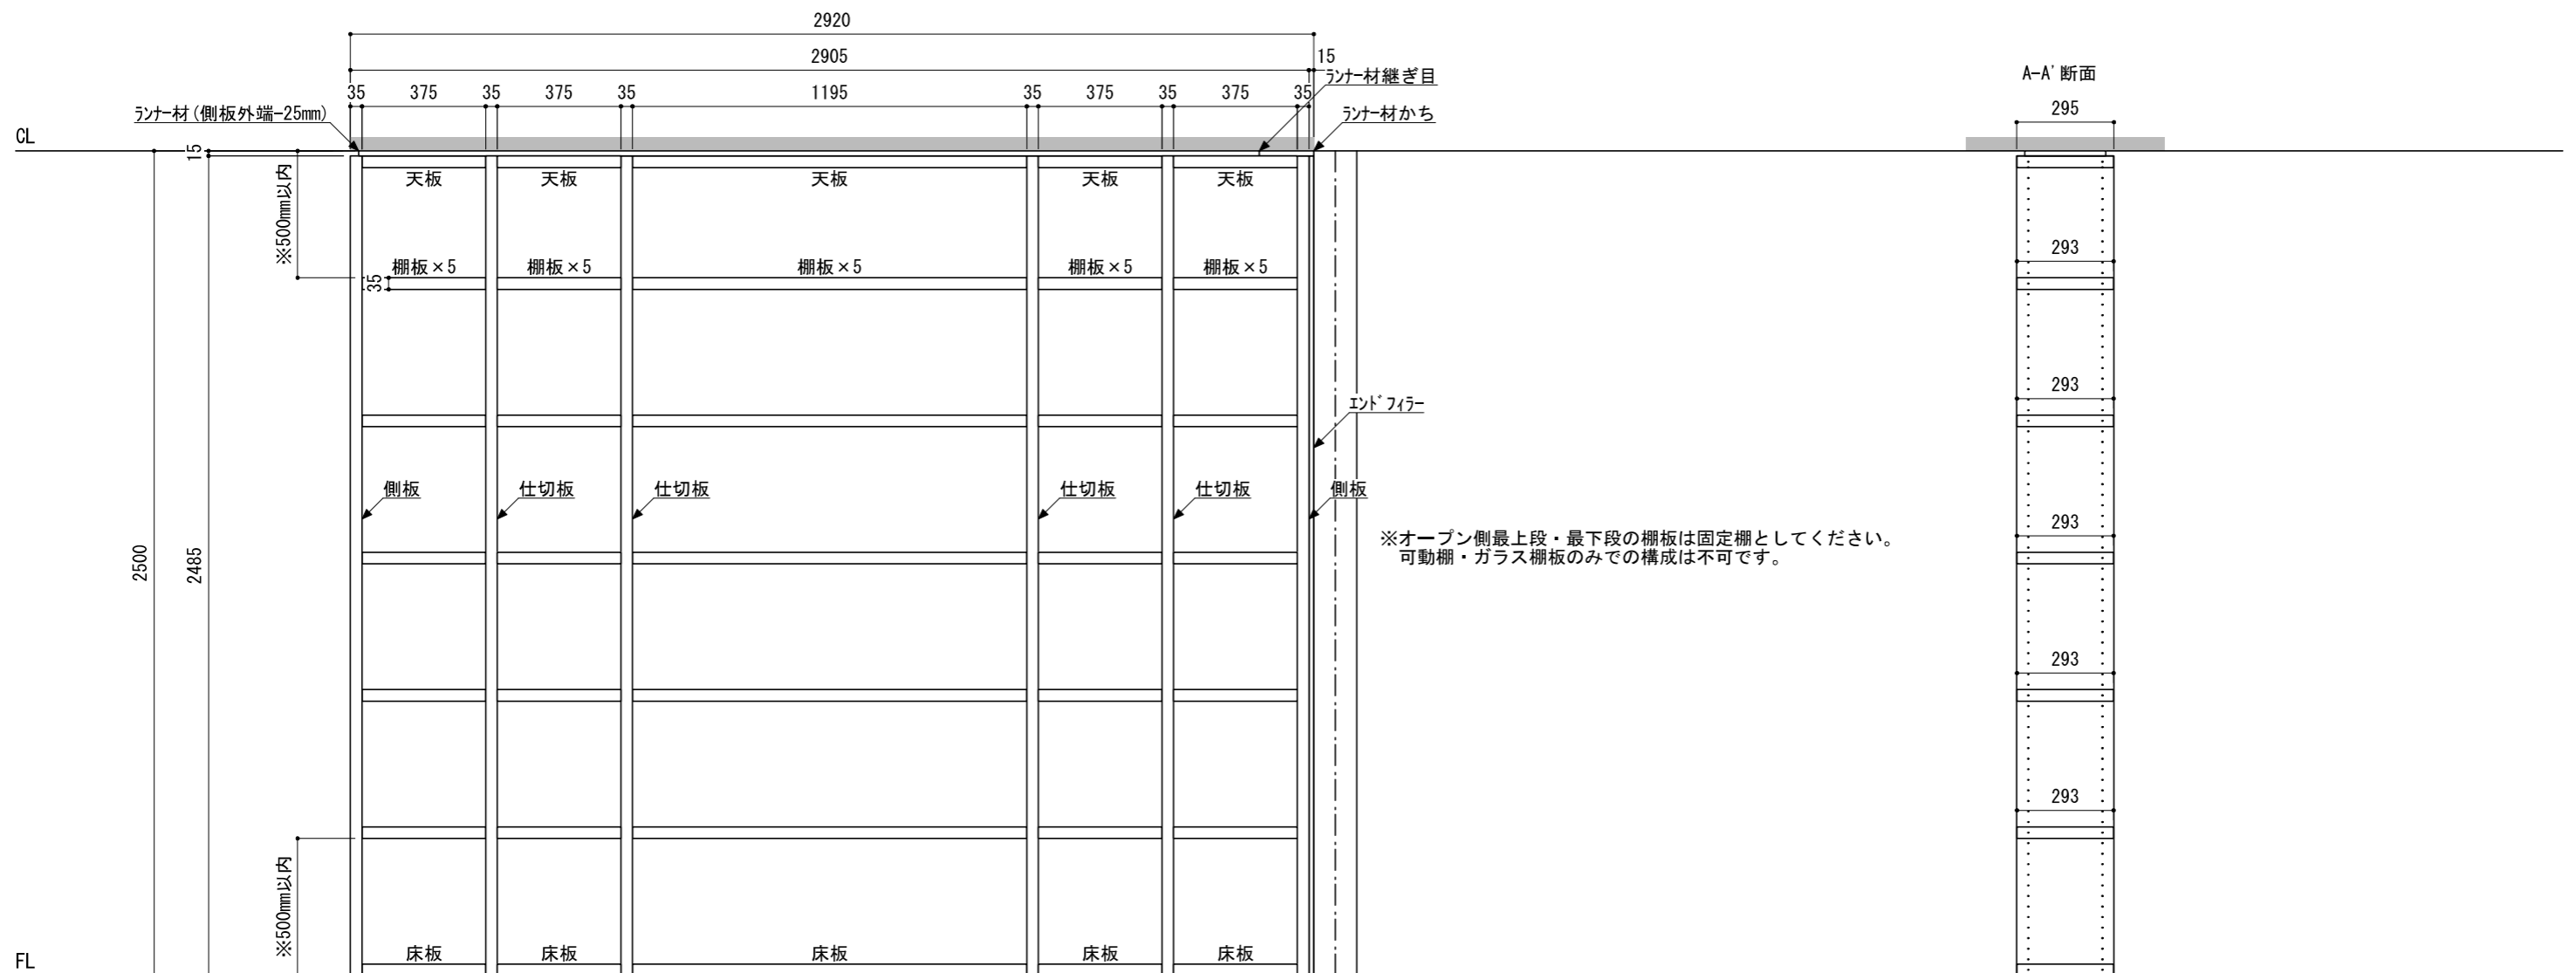 2920
2905 15
35 375 35 375 35 1195 35 375 35 375 35
ﾗﾝﾅｰ材(側板外端-25mm)
ﾗﾝﾅｰ材継ぎ目
ﾗﾝﾅｰ材かち
A-A' 断面
295
CL
15
※500mm以内
天板 天板 天板 天板 天板
棚板×5 棚板×5 棚板×5 棚板×5 棚板×5
35
293
293
ｴﾝﾄﾞﾌｨﾗｰ
側板 仕切板 仕切板 仕切板 仕切板 側板
293
※オープン側最上段・最下段の棚板は固定棚としてください。
可動棚・ガラス棚板のみでの構成は不可です。
2500
2485
293
293
※500mm以内
床板 床板 床板 床板 床板
FL